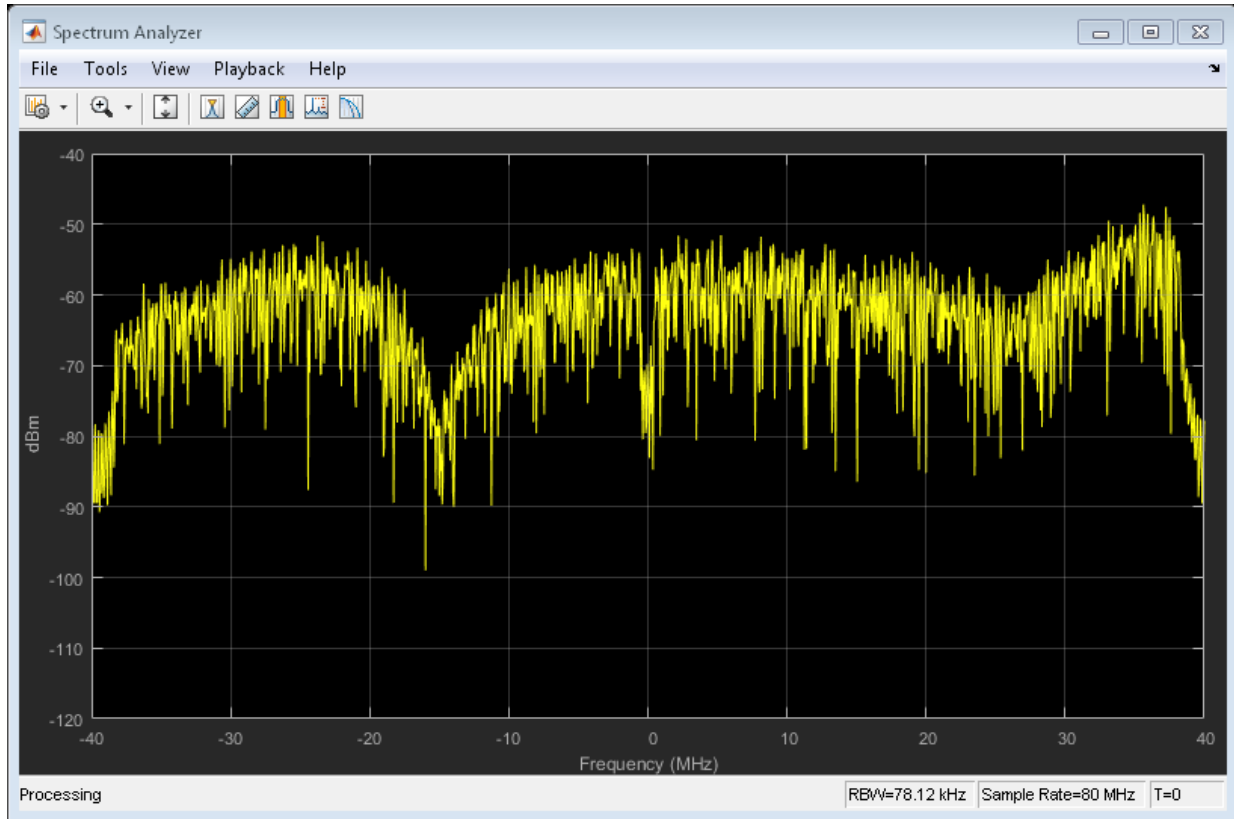 Spectrum Analyzer
File Tools View Playback Help
-40
-50
-60
-70
-80
-90
-100
-110
-120
dBm
-40 -30 -20 -10 0 10 20 30 40
Frequency (MHz)
Processing RBW=78.12 kHz Sample Rate=80 MHz T=0